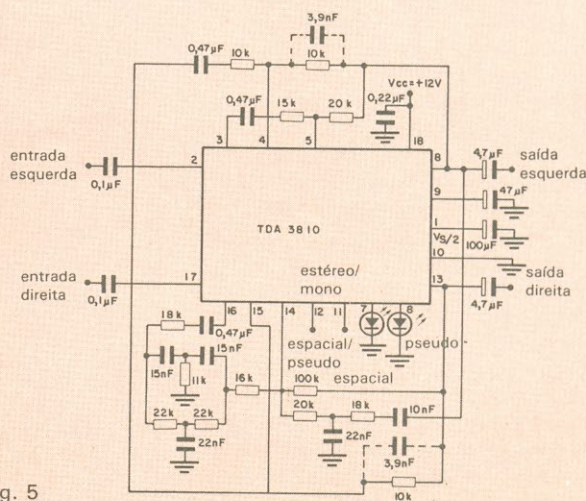 3,9nF
0,47µF
10k
10k
Vcc=+12V
0,47µF
15k
20k
0,22µF
3
4
5
18
entrada
esquerda
0,1µF
2
8
4,7µF
saída
esquerda
9
47µF
TDA 3810
1
VS/2
100µF
10
entrada
direita
0,1µF
17
estéreo/
mono
13
saída
direita
4,7µF
16
15
14
12
11
7
6
18k
0,47µF
espacial/
pseudo
pseudo
espacial
15nF
15nF
11k
16k
100k
20k
18k
10nF
22k
22k
22nF
22nF
3,9nF
10k
g. 5